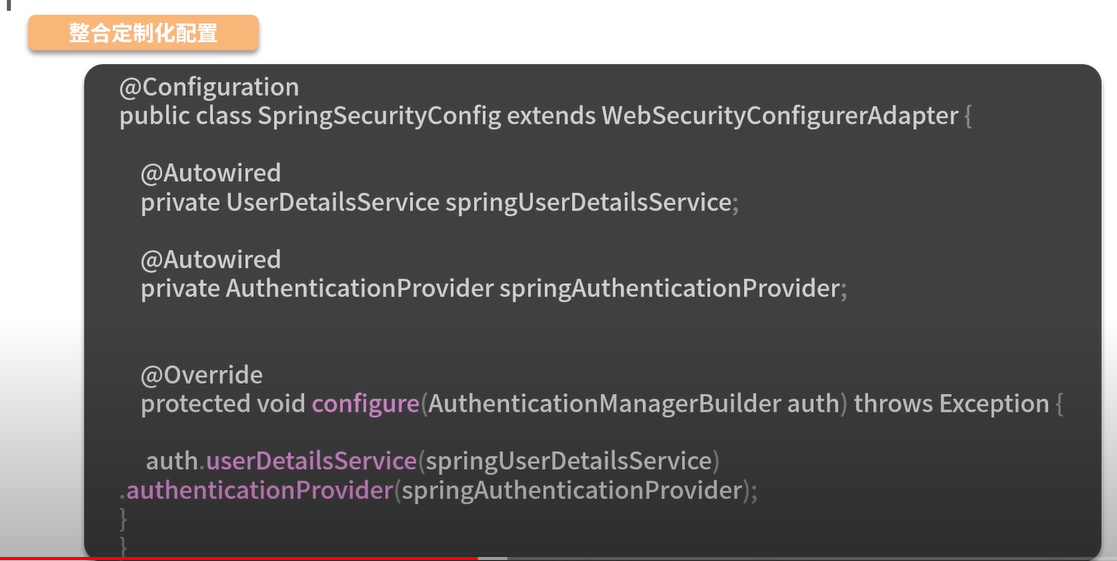 整合定制化配置
@Configuration
public class SpringSecurityConfig extends WebSecurityConfigurerAdapter {
@Autowired
private UserDetailsService springUserDetailsService;
@Autowired
private AuthenticationProvider springAuthenticationProvider;
@Override
protected void configure(AuthenticationManagerBuilder auth) throws Exception {
auth.userDetailsService(springUserDetailsService)
.authenticationProvider(springAuthenticationProvider);
}
}